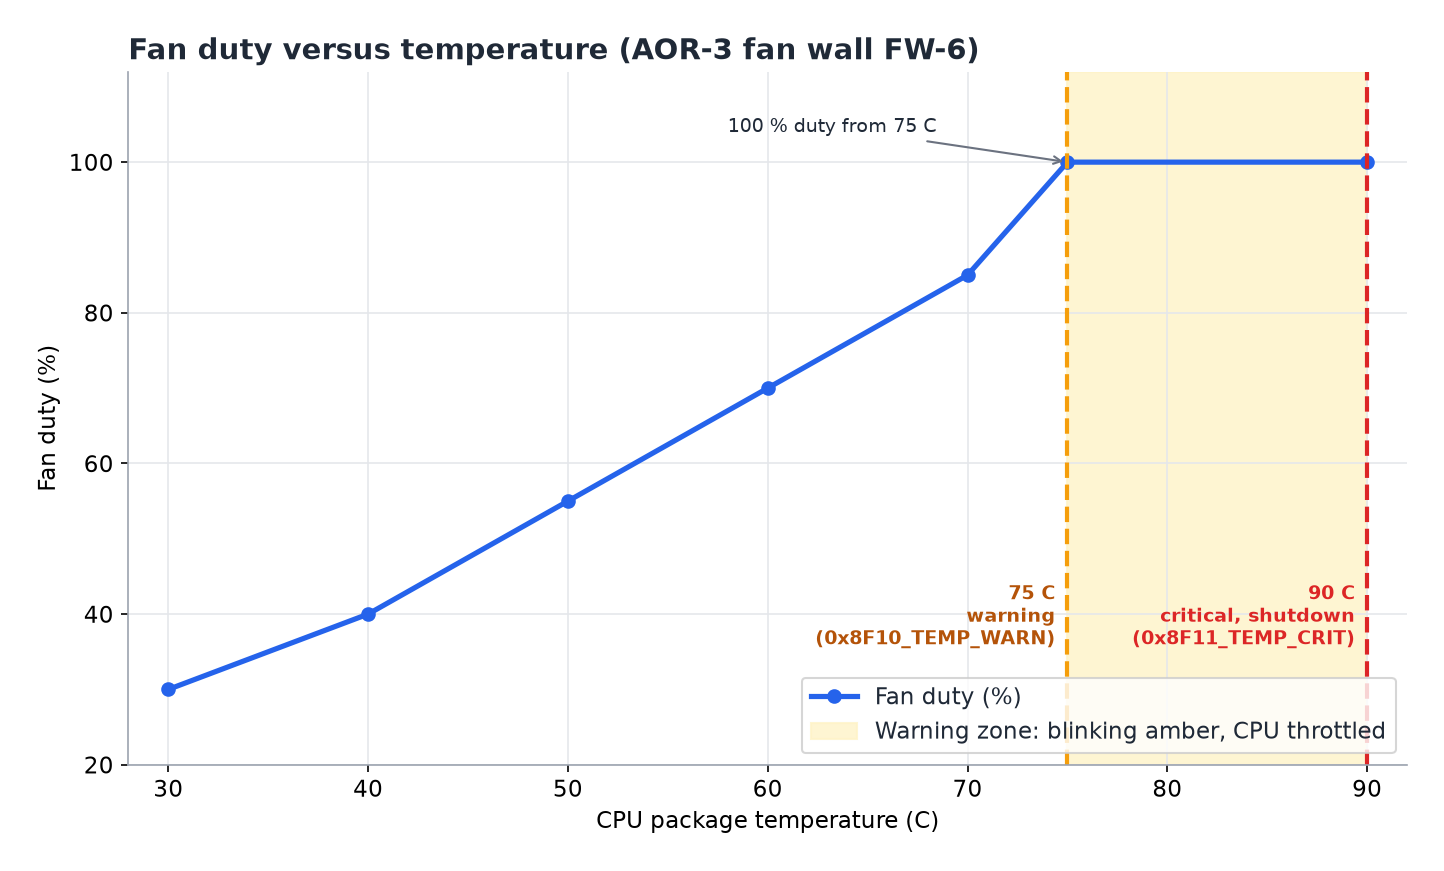 Fan duty versus temperature (AOR-3 fan wall FW-6)
100 % duty from 75 C
100
80
60
40
20
Fan duty (%)
75 C
warning
(0x8F10_TEMP_WARN)
90 C
critical, shutdown
(0x8F11_TEMP_CRIT)
Fan duty (%)
Warning zone: blinking amber, CPU throttled
30
40
50
60
70
80
90
CPU package temperature (C)